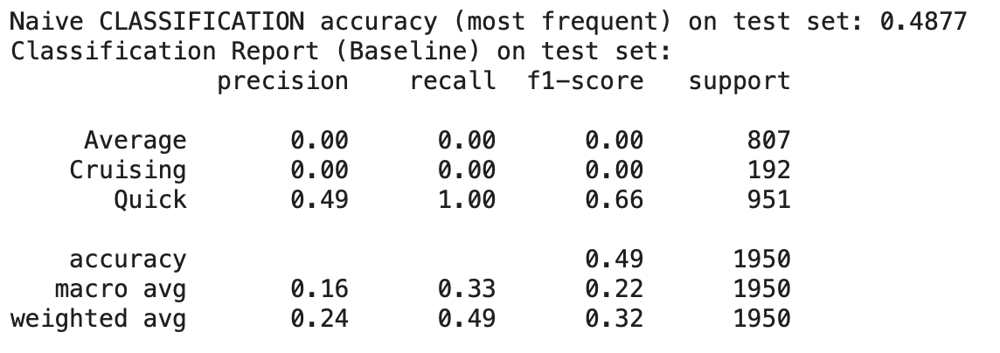 Naive CLASSIFICATION accuracy (most frequent) on test set: 0.4877
Classification Report (Baseline) on test set:
precision recall f1-score support
Average 0.00 0.00 0.00 807
Cruising 0.00 0.00 0.00 192
Quick 0.49 1.00 0.66 951
accuracy 0.49 1950
macro avg 0.16 0.33 0.22 1950
weighted avg 0.24 0.49 0.32 1950